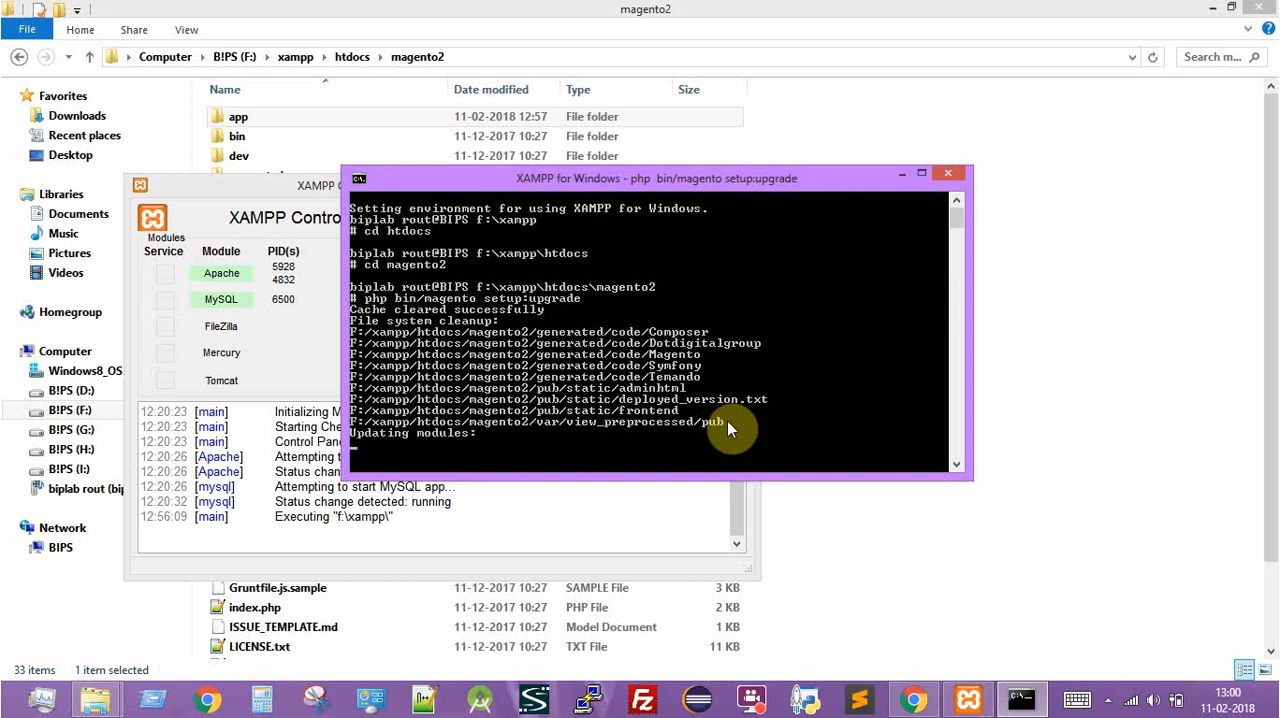 magento2
File
Home
Share
View
Computer
B!PS (F:)
xampp
htdocs
magento2
Search m...
Name
Date modified
Type
Size
Favorites
Downloads
Recent places
Desktop
Libraries
Documents
Music
Pictures
Videos
Homegroup
Computer
Windows8_OS
B!PS (D:)
B!PS (F:)
B!PS (G:)
B!PS (H:)
B!PS (I:)
biplab rout (bip
Network
BIPS
app 11-02-2018 12:57 File folder
bin 11-12-2017 10:27 File folder
dev 11-12-2017 10:27 File folder
XAMPP C
XAMPP Contro
Modules
Service Module PID(s)
Apache 5928
4832
MySQL 6500
FileZilla
Mercury
Tomcat
12:20:23 [main] Initializing M
12:20:23 [main] Starting Che
12:20:23 [main] Control Pan
12:20:26 [Apache] Attempting t
12:20:26 [Apache] Status chan
12:20:26 [mysql] Attempting to start MySQL app...
12:20:32 [mysql] Status change detected: running
12:56:09 [main] Executing "f:\xampp\"
XAMPP for Windows - php bin/magento setup:upgrade
Setting environment for using XAMPP for Windows.
biplab rout@BIPS f:\xampp
# cd htdocs
biplab rout@BIPS f:\xampp\htdocs
# cd magento2
biplab rout@BIPS f:\xampp\htdocs\magento2
# php bin/magento setup:upgrade
Cache cleared successfully
File system cleanup:
F:/xampp/htdocs/magento2/generated/code/Composer
F:/xampp/htdocs/magento2/generated/code/Dotdigitalgroup
F:/xampp/htdocs/magento2/generated/code/Magento
F:/xampp/htdocs/magento2/generated/code/Symfony
F:/xampp/htdocs/magento2/generated/code/Temando
F:/xampp/htdocs/magento2/pub/static/adminhtml
F:/xampp/htdocs/magento2/pub/static/deployed_version.txt
F:/xampp/htdocs/magento2/pub/static/frontend
F:/xampp/htdocs/magento2/var/view_preprocessed/pub
Updating modules:
Gruntfile.js.sample 11-12-2017 10:27 SAMPLE File 3 KB
index.php 11-12-2017 10:27 PHP File 2 KB
ISSUE_TEMPLATE.md 11-12-2017 10:27 Model Document 2 KB
LICENSE.txt 11-12-2017 10:27 TXT File 11 KB
33 items 1 item selected
13:00
11-02-2018